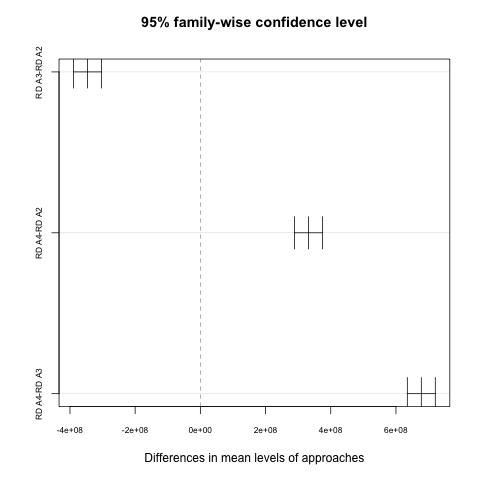 95% family-wise confidence level
RD A3-RD A2
RD A4-RD A2
RD A4-RD A3
-4e+08 -2e+08 0e+00 2e+08 4e+08 6e+08
Differences in mean levels of approaches